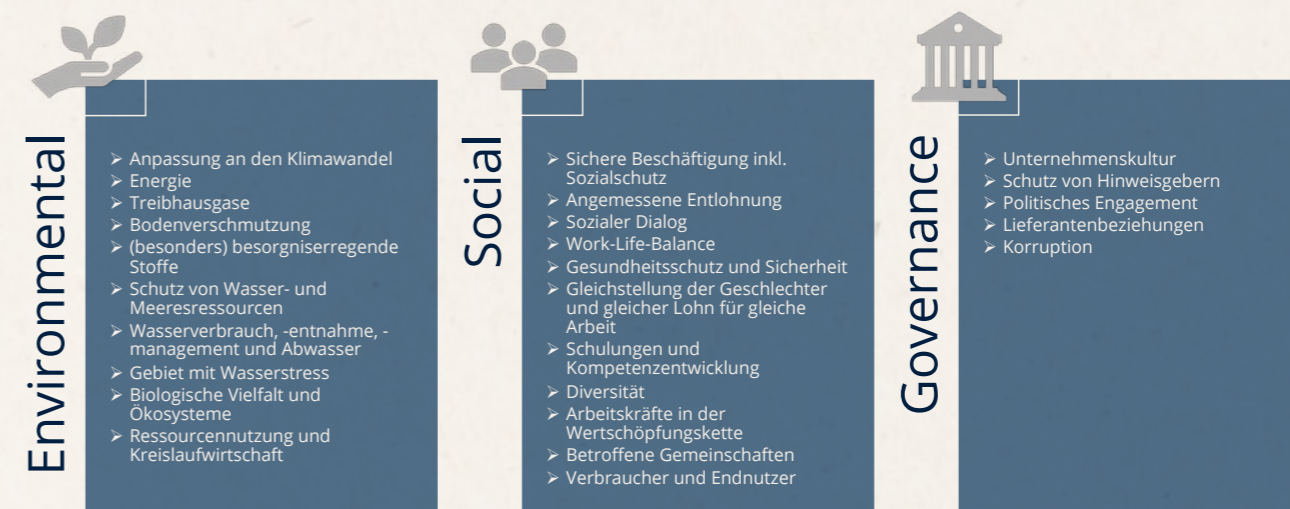 Environmental
➢ Anpassung an den Klimawandel
➢ Energie
➢ Treibhausgase
➢ Bodenverschmutzung
➢ (besonders) besorgniserregende
Stoffe
➢ Schutz von Wasser- und
Meeresressourcen
➢ Wasserverbrauch, -entnahme, -
management und Abwasser
➢ Gebiet mit Wasserstress
➢ Biologische Vielfalt und
Ökosysteme
➢ Ressourcennutzung und
Kreislaufwirtschaft
Social
➢ Sichere Beschäftigung inkl.
Sozialschutz
➢ Angemessene Entlohnung
➢ Sozialer Dialog
➢ Work-Life-Balance
➢ Gesundheitsschutz und Sicherheit
➢ Gleichstellung der Geschlechter
und gleicher Lohn für gleiche
Arbeit
➢ Schulungen und
Kompetenzentwicklung
➢ Diversität
➢ Arbeitskräfte in der
Wertschöpfungskette
➢ Betroffene Gemeinschaften
➢ Verbraucher und Endnutzer
Governance
➢ Unternehmenskultur
➢ Schutz von Hinweisgebern
➢ Politisches Engagement
➢ Lieferantenbeziehungen
➢ Korruption